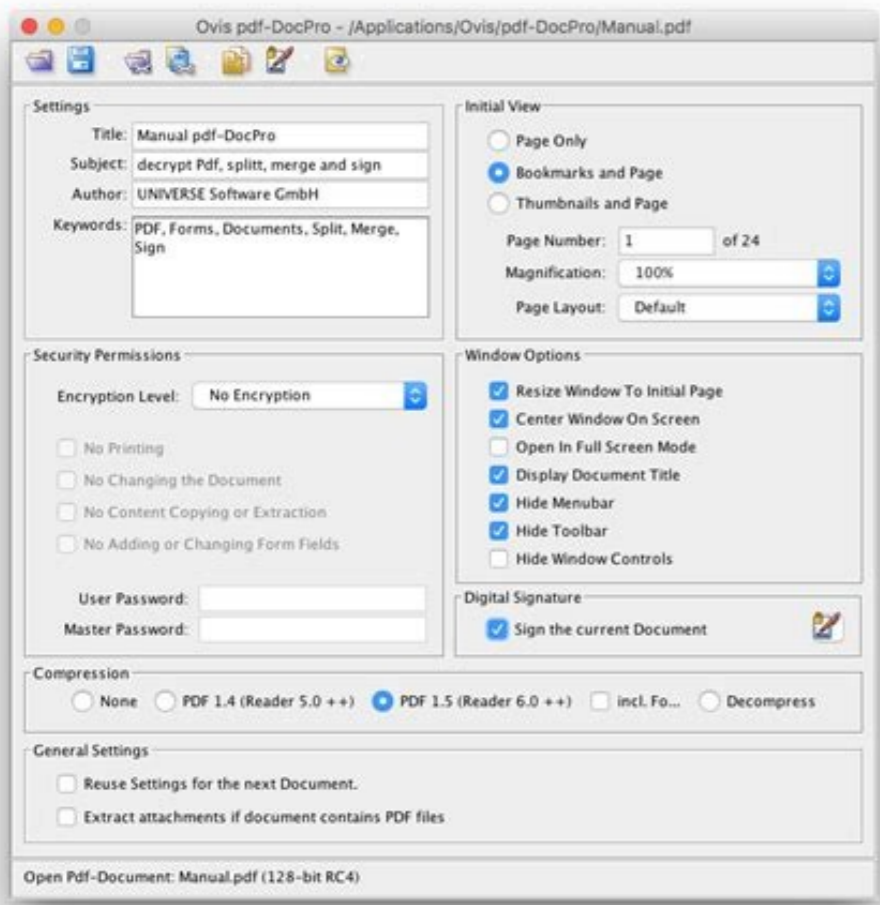 Ovis pdf-DocPro - /Applications/Ovis/pdf-DocPro/Manual.pdf
Settings
Title: Manual pdf-DocPro
Subject: decrypt Pdf, splitt, merge and sign
Author: UNIVERSE Software GmbH
Keywords: PDF, Forms, Documents, Split, Merge,
Sign
Initial View
Page Only
Bookmarks and Page
Thumbnails and Page
Page Number: 1 of 24
Magnification: 100%
Page Layout: Default
Security Permissions
Encryption Level: No Encryption
No Printing
No Changing the Document
No Content Copying or Extraction
No Adding or Changing Form Fields
User Password:
Master Password:
Window Options
Resize Window To Initial Page
Center Window On Screen
Open In Full Screen Mode
Display Document Title
Hide Menubar
Hide Toolbar
Hide Window Controls
Digital Signature
Sign the current Document
Compression
None PDF 1.4 (Reader 5.0 ++) PDF 1.5 (Reader 6.0 ++) incl. Fo... Decompress
General Settings
Reuse Settings for the next Document.
Extract attachments if document contains PDF files
Open Pdf-Document: Manual.pdf (128-bit RC4)